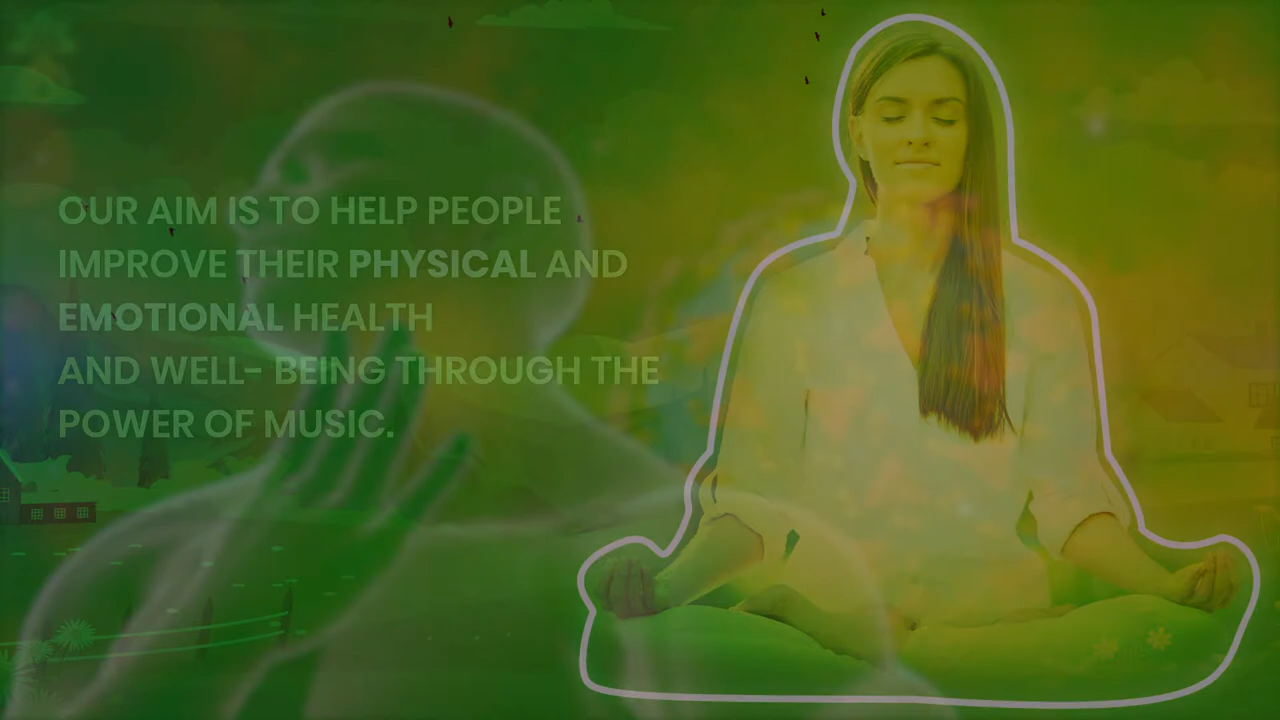 OUR AIM IS TO HELP PEOPLE
IMPROVE THEIR PHYSICAL AND
EMOTIONAL HEALTH
AND WELL- BEING THROUGH THE
POWER OF MUSIC.